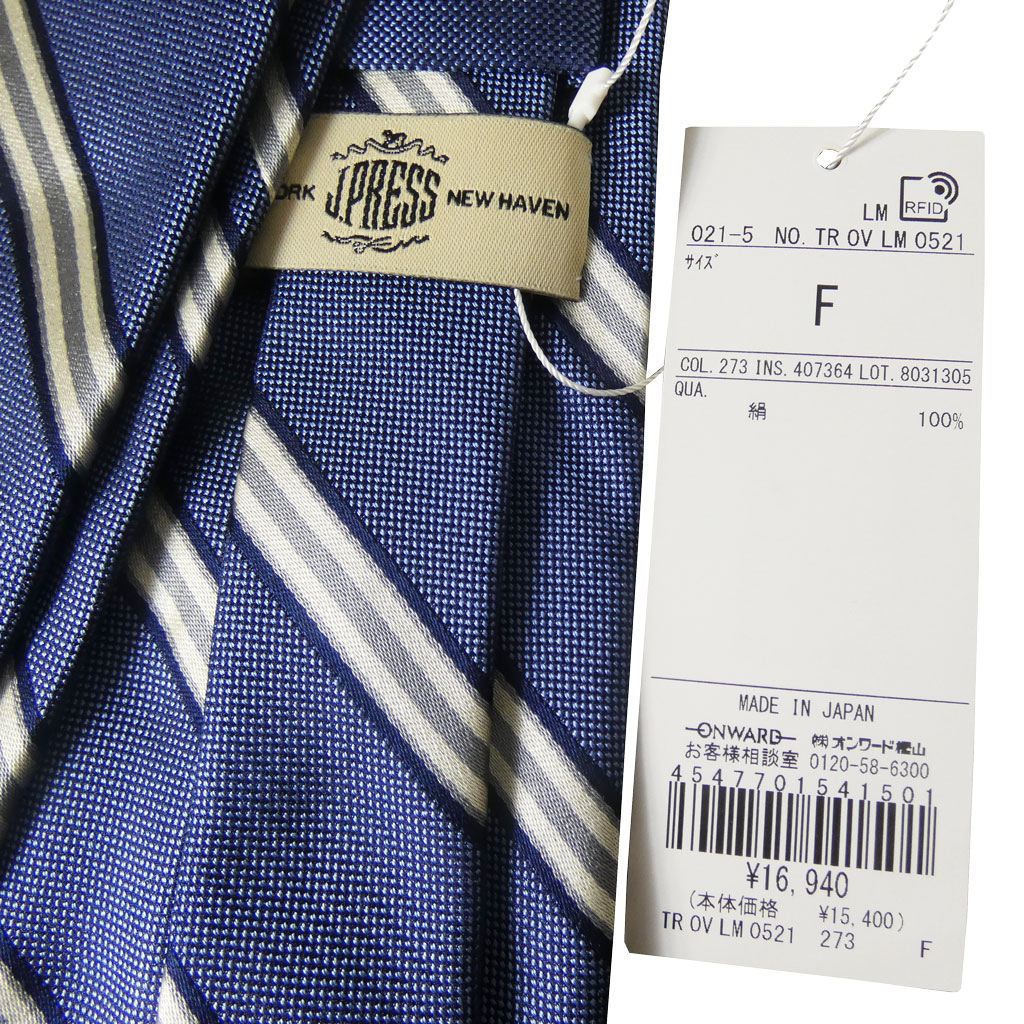 J.PRESS
NEW HAVEN
LM RFID
021-5 NO. TR OV LM 0521
サイズ
F
COL. 273 INS. 407364 LOT. 8031305
QUA.
絹 100%
MADE IN JAPAN
ONWARD ㈱オンワード樫山
お客様相談室 0120-58-6300
4547701541501
¥16,940
(本体価格 ¥15,400)
TR OV LM 0521 273 F